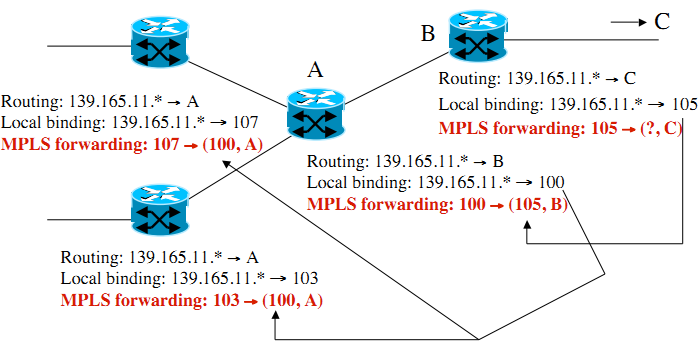 C
B
A
Routing: 139.165.11.* → C
Local binding: 139.165.11.* → 105
MPLS forwarding: 105 → (?, C)
Routing: 139.165.11.* → A
Local binding: 139.165.11.* → 107
MPLS forwarding: 107 → (100, A)
Routing: 139.165.11.* → B
Local binding: 139.165.11.* → 100
MPLS forwarding: 100 → (105, B)
Routing: 139.165.11.* → A
Local binding: 139.165.11.* → 103
MPLS forwarding: 103 → (100, A)